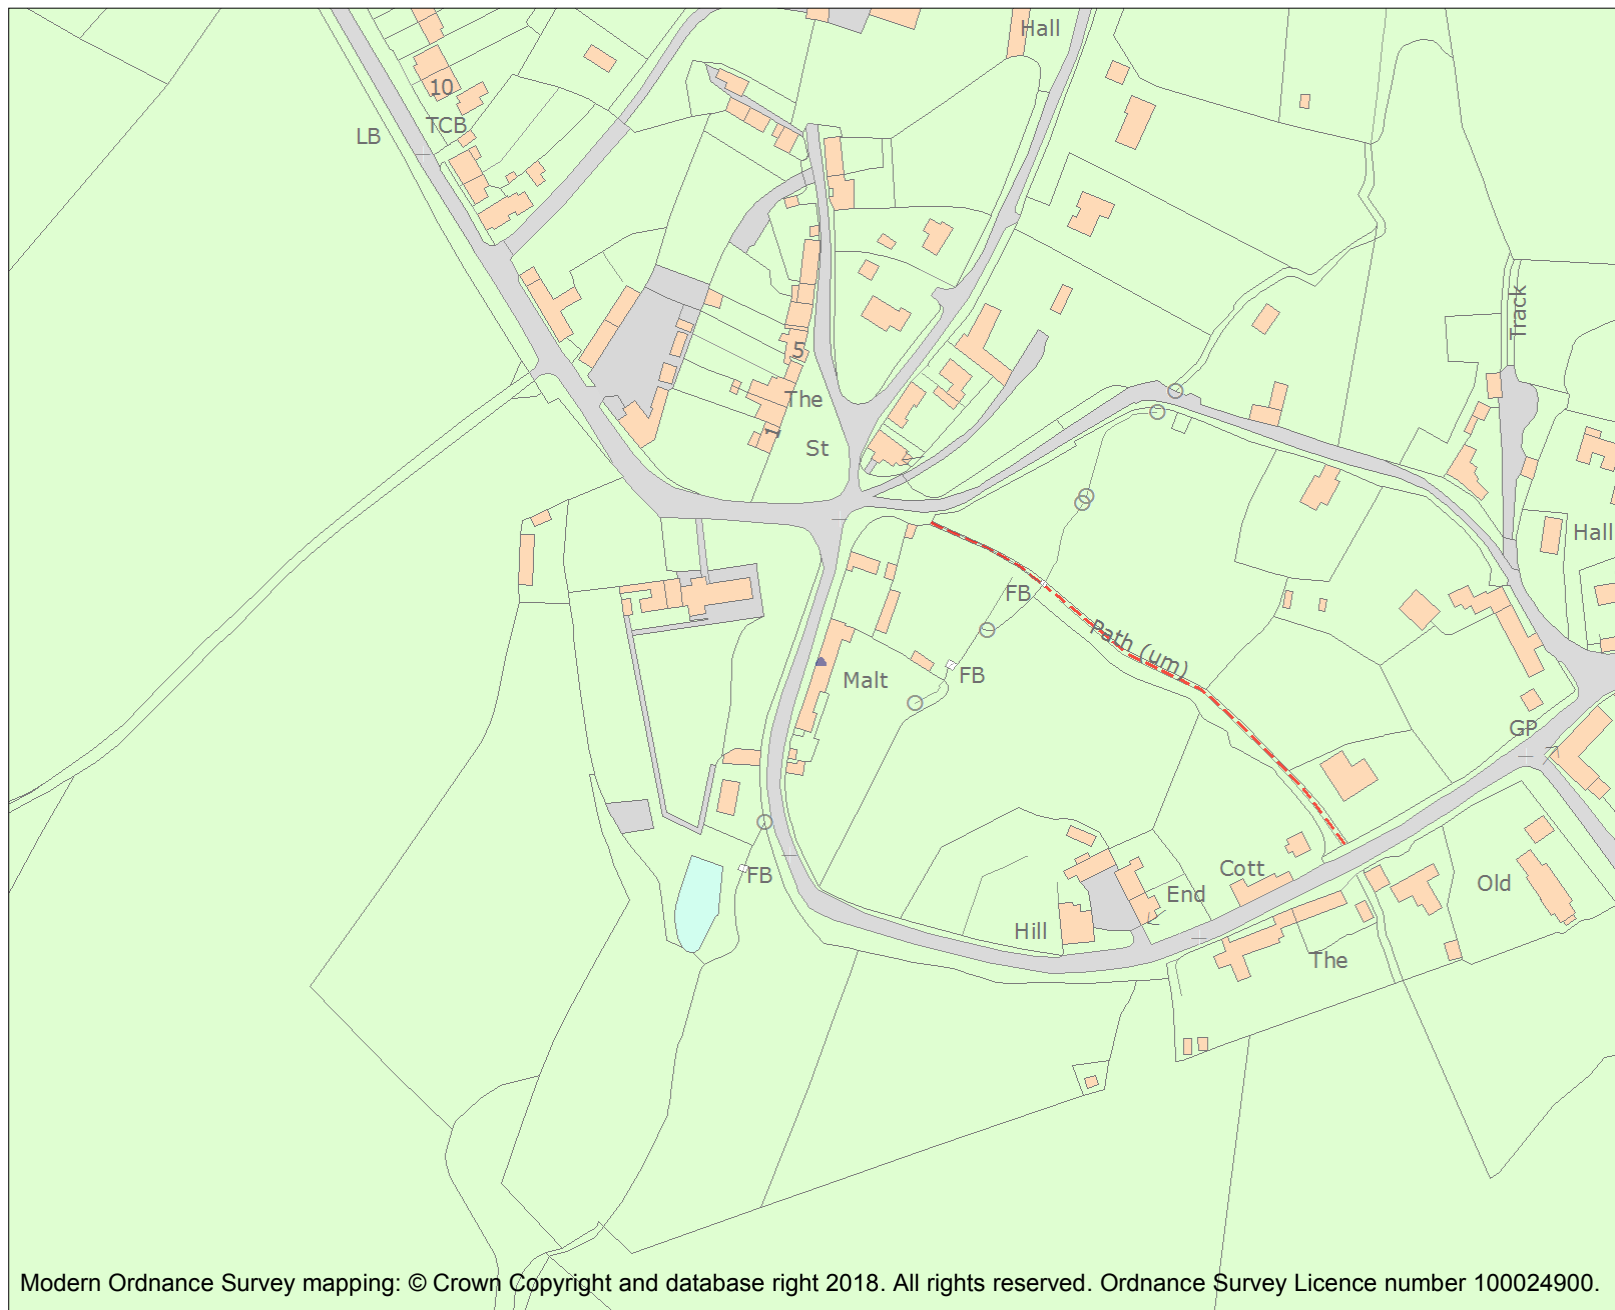 Hall
10
TCB
LB
Track
5
The
1
St
Hall
FB
Path (um)
FB
Malt
GP
FB
Cott
End
Old
Hill
The
Modern Ordnance Survey mapping: © Crown Copyright and database right 2018. All rights reserved. Ordnance Survey Licence number 100024900.